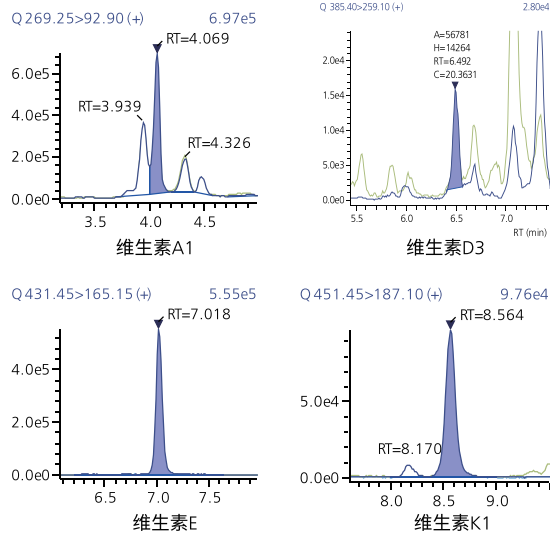 Q 269.25>92.90 (+) 6.97e5
RT=4.069
RT=3.939
RT=4.326
6.0e5
4.0e5
2.0e5
0.0e0
3.5 4.0 4.5
维生素A1
Q 385.40>259.10 (+) 2.80e4
A=56781
H=14264
RT=6.492
C=20.3631
2.0e4
1.5e4
1.0e4
5.0e3
0.0e0
5.5 6.0 6.5 7.0
RT (min)
维生素D3
Q 431.45>165.15 (+) 5.55e5
RT=7.018
4.0e5
2.0e5
0.0e0
6.5 7.0 7.5
维生素E
Q 451.45>187.10 (+) 9.76e4
RT=8.564
RT=8.170
5.0e4
0.0e0
8.0 8.5 9.0
维生素K1